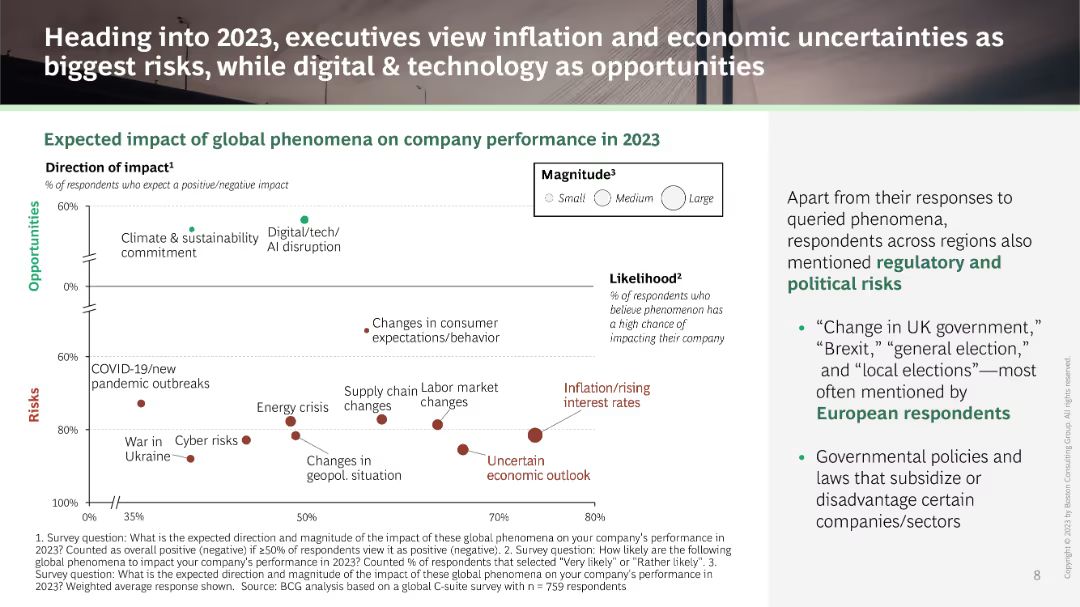 Heading into 2023, executives view inflation and economic uncertainties as
biggest risks, while digital & technology as opportunities
Expected impact of global phenomena on company performance in 2023
Direction of impact¹
% of respondents who expect a positive/negative impact
Magnitude³
Small
Medium
Large
Opportunities
60%
Climate & sustainability
commitment
Digital/tech/
AI disruption
0%
Likelihood²
% of respondents who
believe phenomenon has
a high chance of
impacting their company
Changes in consumer
expectations/behavior
60%
Risks
COVID-19/new
pandemic outbreaks
Energy crisis
Supply chain
changes
Labor market
changes
Inflation/rising
interest rates
80%
War in
Ukraine
Cyber risks
Changes in
geopol. situation
Uncertain
economic outlook
100%
0%
35%
50%
70%
80%
1. Survey question: What is the expected direction and magnitude of the impact of these global phenomena on your company's performance in
2023? Counted as overall positive (negative) if ≥50% of respondents view it as positive (negative). 2. Survey question: How likely are the following
global phenomena to impact your company's performance in 2023? Counted % of respondents that selected "Very likely" or "Rather likely". 3.
Survey question: What is the expected direction and magnitude of the impact of these global phenomena on your company's performance in
2023? Weighted average response shown. Source: BCG analysis based on a global C-suite survey with n = 759 respondents
Apart from their responses to
queried phenomena,
respondents across regions also
mentioned regulatory and
political risks
• “Change in UK government,”
“Brexit,” “general election,”
and “local elections”—most
often mentioned by
European respondents
• Governmental policies and
laws that subsidize or
disadvantage certain
companies/sectors
8
Copyright © 2023 by Boston Consulting Group. All rights reserved.